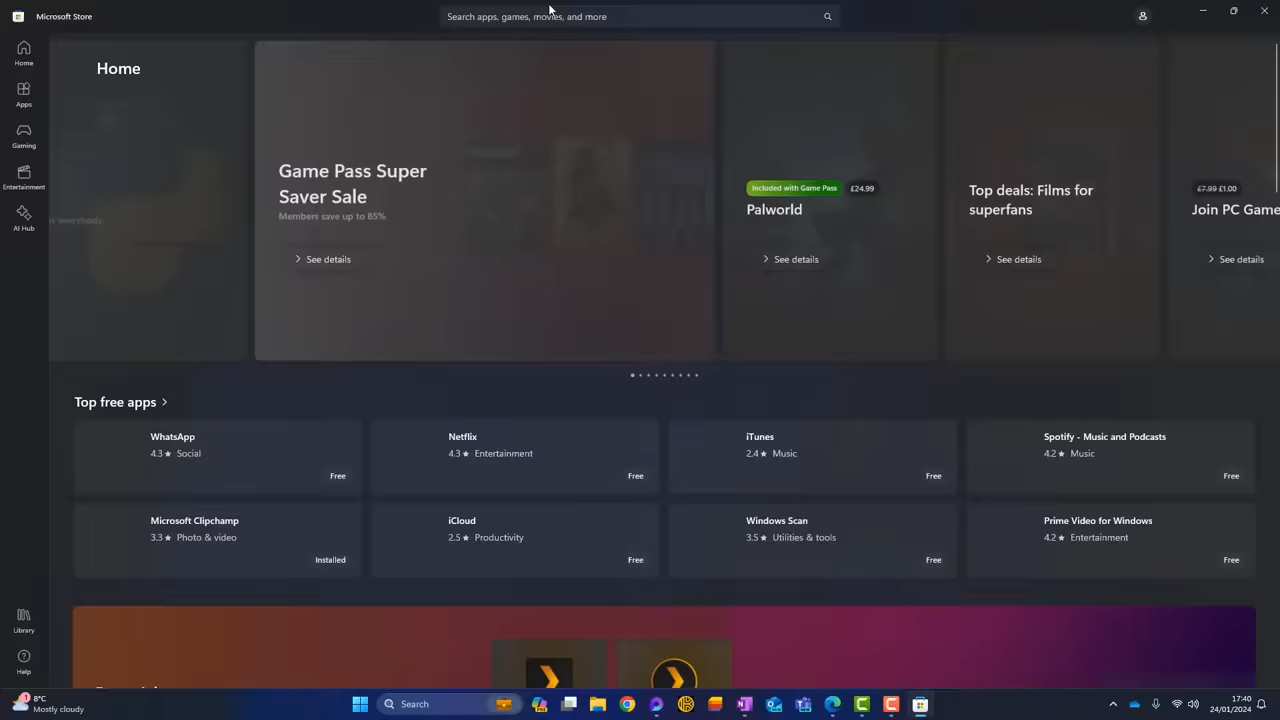 Microsoft Store
Search apps, games, movies, and more
Home
Apps
Gaming
Entertainment
AI Hub
Library
Help
Home
Game Pass Super
Saver Sale
Members save up to 85%
See details
Included with Game Pass £24.99
Palworld
See details
Top deals: Films for
superfans
See details
£7.99 £1.00
Join PC Game
See details
Top free apps
WhatsApp
4.3★ Social
Free
Netflix
4.3★ Entertainment
Free
iTunes
2.4★ Music
Free
Spotify - Music and Podcasts
4.2★ Music
Free
Microsoft Clipchamp
3.3★ Photo & video
Installed
iCloud
2.5★ Productivity
Free
Windows Scan
3.5★ Utilities & tools
Free
Prime Video for Windows
4.2★ Entertainment
Free
1
8°C
Mostly cloudy
Search
17:40
24/01/2024